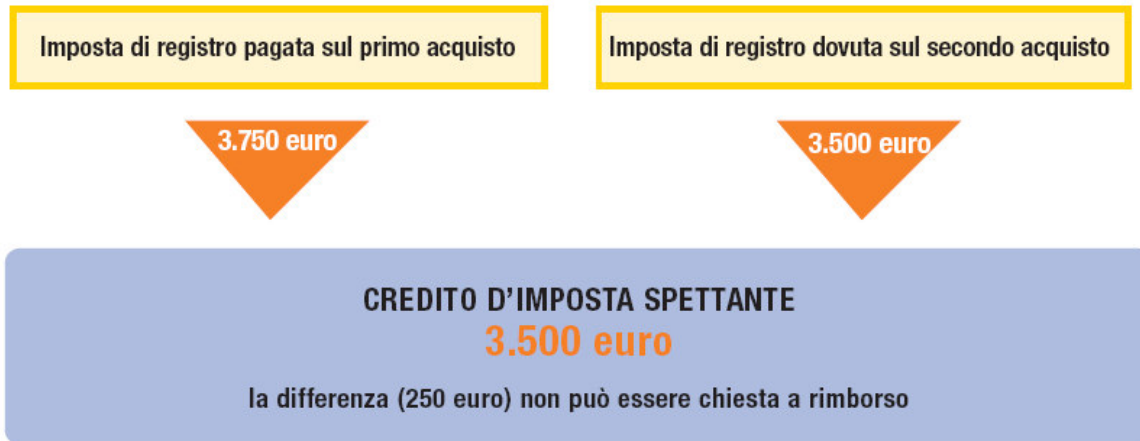 Imposta di registro pagata sul primo acquisto
Imposta di registro dovuta sul secondo acquisto
3.750 euro
3.500 euro
CREDITO D’IMPOSTA SPETTANTE
3.500 euro
la differenza (250 euro) non può essere chiesta a rimborso